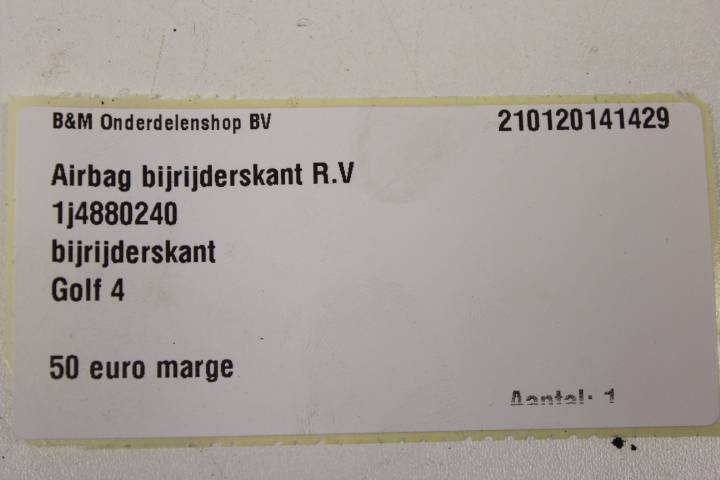 B&M Onderdelenshop BV 210120141429
Airbag bijrijderskant R.V
1j4880240
bijrijderskant
Golf 4
50 euro marge
Aantal: 1